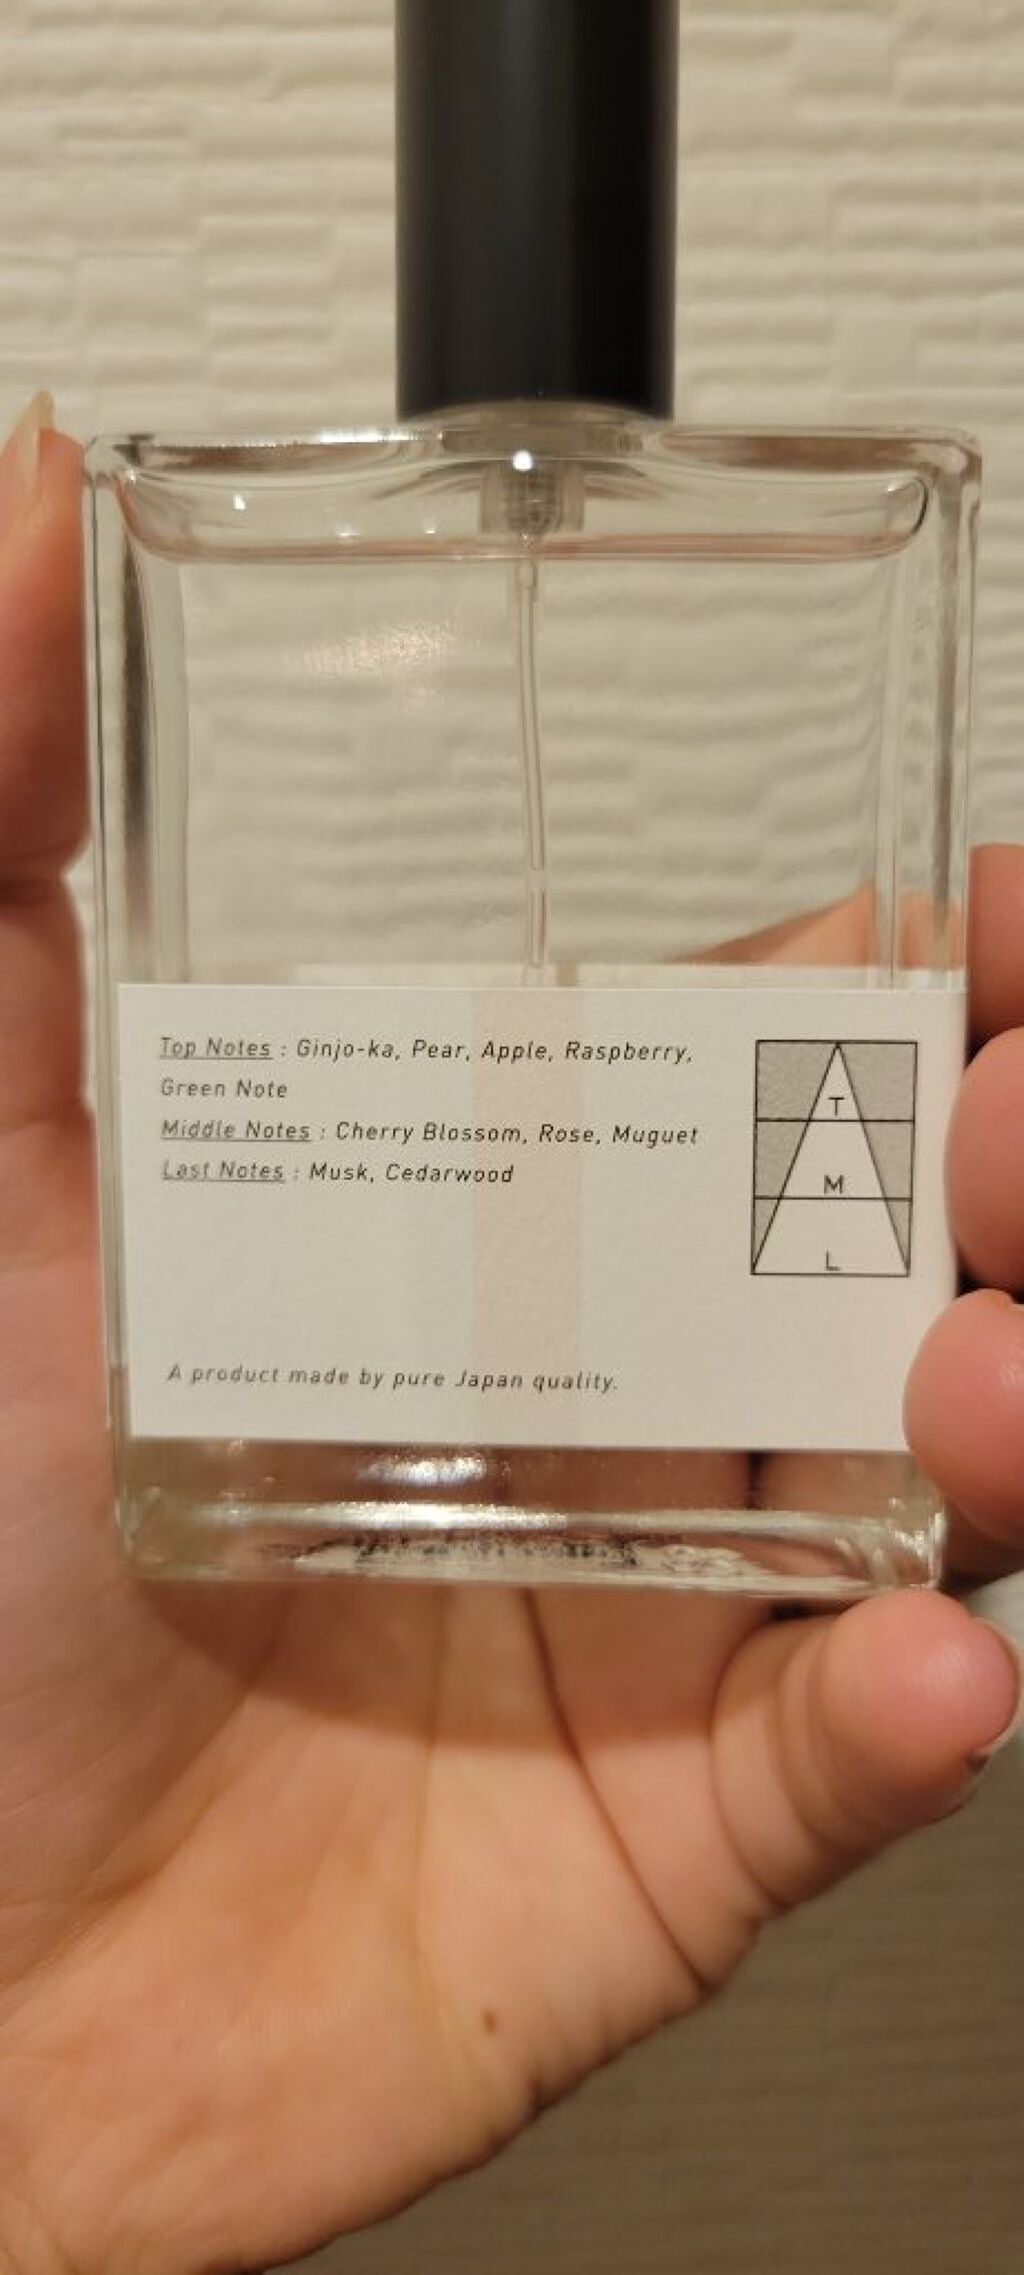 Top Notes : Ginjo-ka, Pear, Apple, Raspberry,
Green Note
Middle Notes : Cherry Blossom, Rose, Muguet
Last Notes : Musk, Cedarwood
T
M
L
A product made by pure Japan quality.